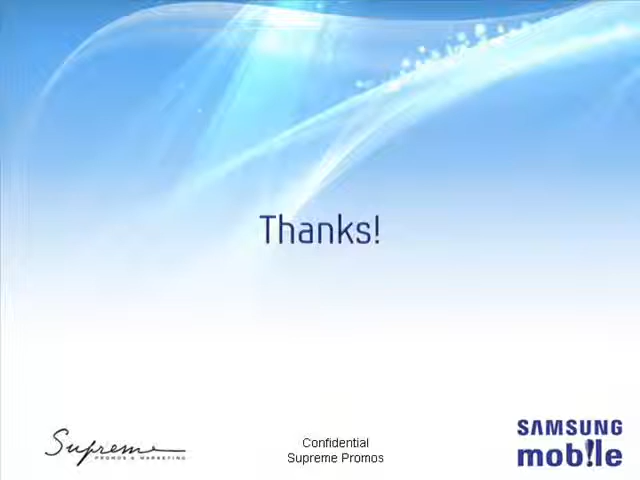 Thanks!
Supreme
PROMOS & MARKETING
Confidential
Supreme Promos
SAMSUNG
mobile